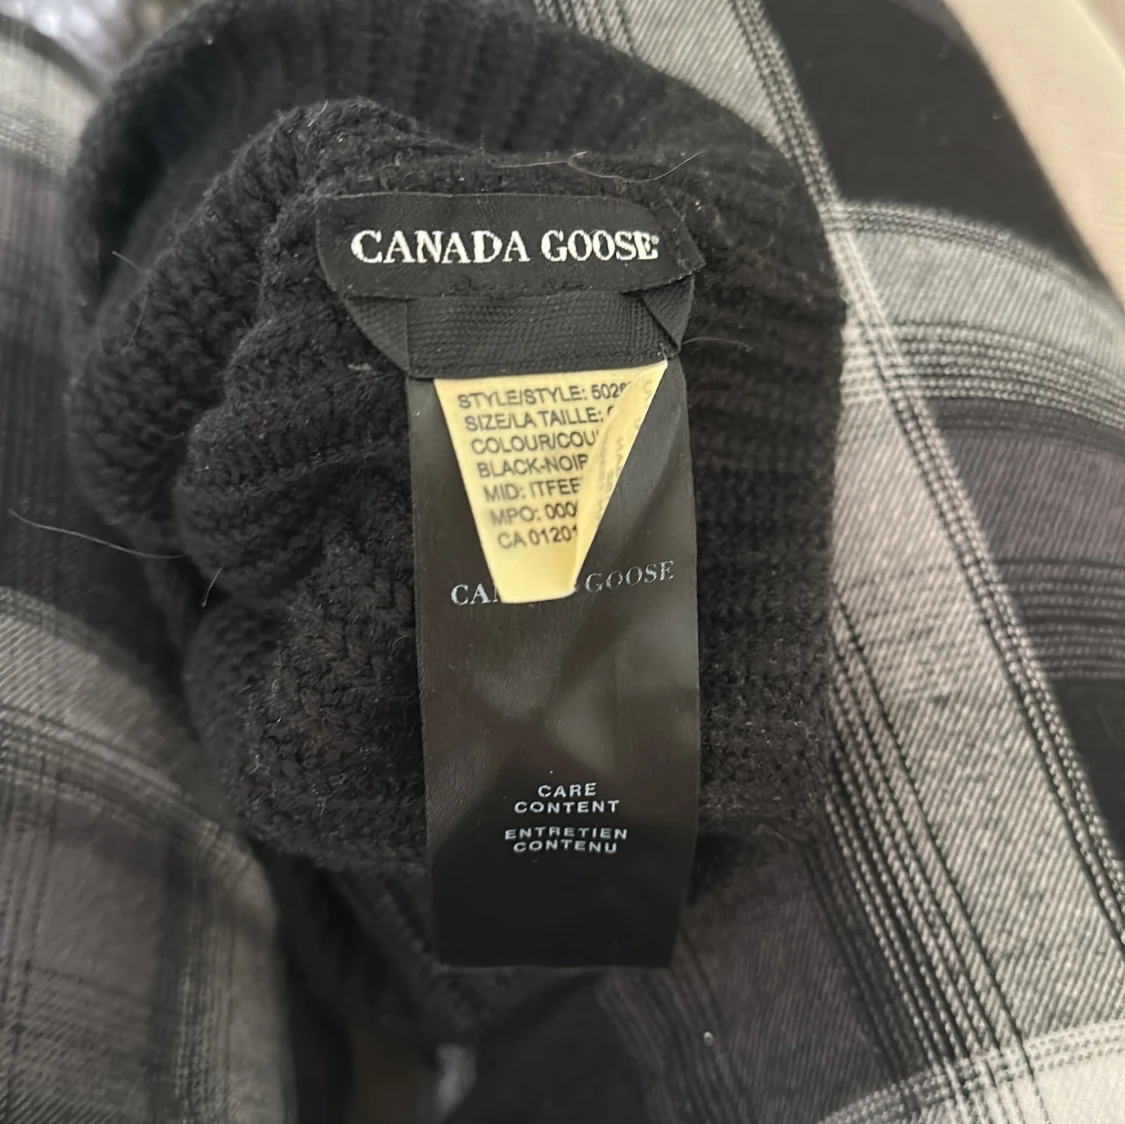 CANADA GOOSE®
STYLE/STYLE: 502
SIZE/LA TAILLE:
COLOUR/COU
BLACK-NOIR
MID: ITFEE
MPO: 000
CA 01201
CA GOOSE
CARE
CONTENT
ENTRETIEN
CONTENU